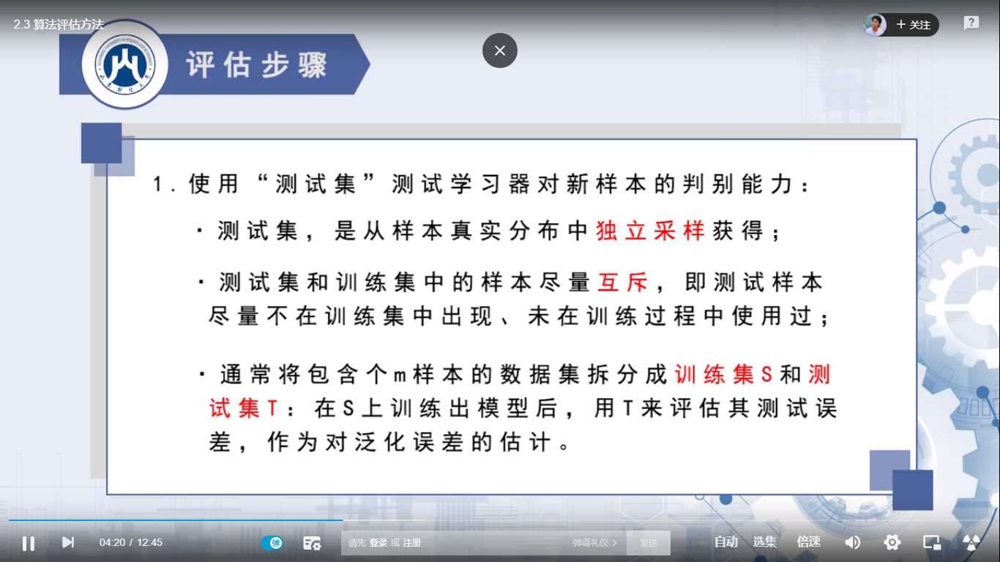 2.3 算法评估方法
+ 关注
评估步骤
1.使用“测试集”测试学习器对新样本的判别能力：
·测试集，是从样本真实分布中独立采样获得；
·测试集和训练集中的样本尽量互斥，即测试样本
尽量不在训练集中出现、未在训练过程中使用过；
·通常将包含个m样本的数据集拆分成训练集S和测
试集T：在S上训练出模型后，用T来评估其测试误
差，作为对泛化误差的估计。
04:20 / 12:45
弹
请先 登录 或 注册
弹幕礼仪 >
发送
自动
选集
倍速